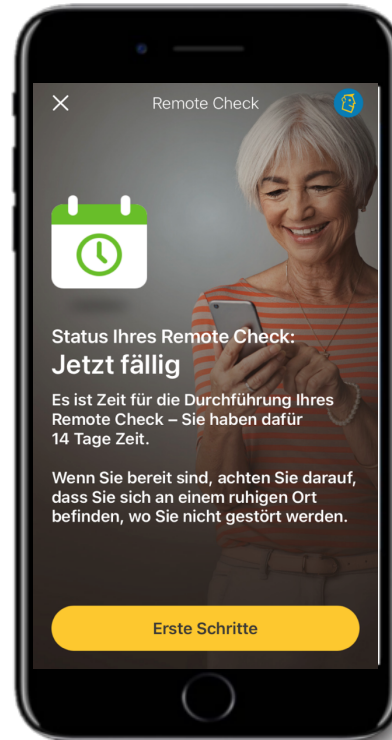 Remote Check
Status Ihres Remote Check:
Jetzt fällig
Es ist Zeit für die Durchführung Ihres
Remote Check – Sie haben dafür
14 Tage Zeit.
Wenn Sie bereit sind, achten Sie darauf,
dass Sie sich an einem ruhigen Ort
befinden, wo Sie nicht gestört werden.
Erste Schritte